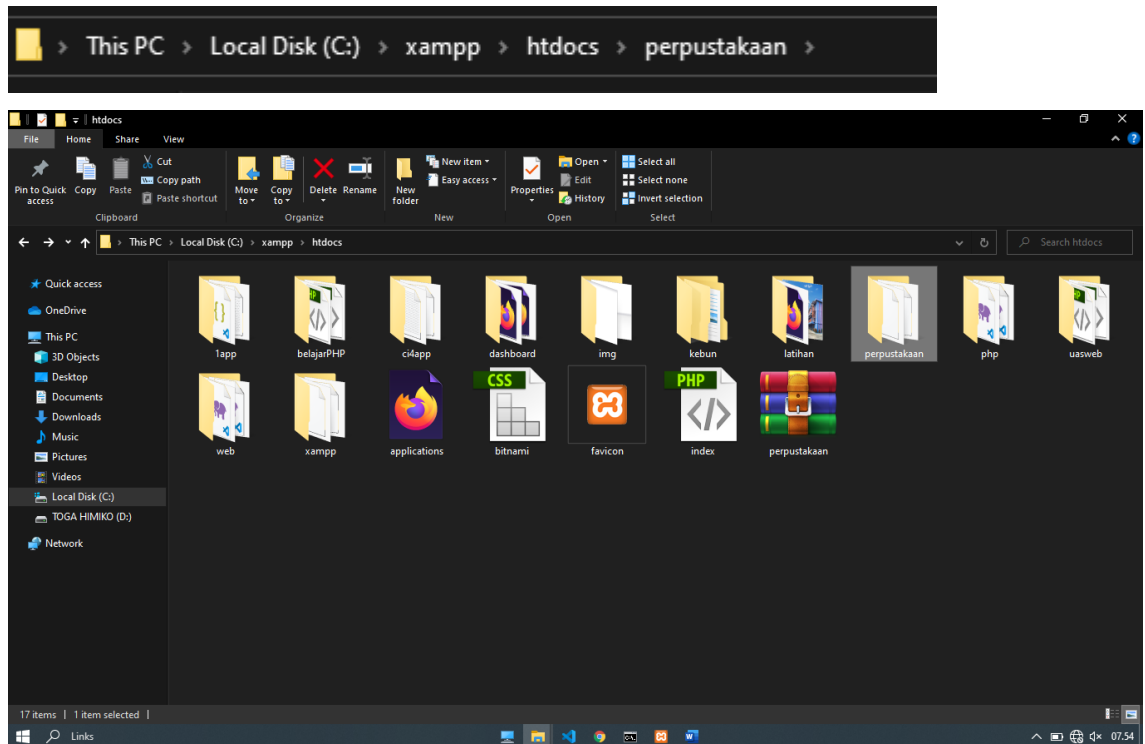 This PC > Local Disk (C:) > xampp > htdocs > perpustakaan >
htdocs
File Home Share View
Pin to Quick access
Copy
Paste
Cut
Copy path
Paste shortcut
Clipboard
Move to
Copy to
Delete
Rename
Organize
New folder
New item
Easy access
New
Properties
Open
Edit
History
Open
Select all
Select none
Invert selection
Select
This PC > Local Disk (C:) > xampp > htdocs
Search htdocs
Quick access
OneDrive
This PC
3D Objects
Desktop
Documents
Downloads
Music
Pictures
Videos
Local Disk (C:)
TOGA HIMIKO (D:)
Network
1app belajarPHP ci4app dashboard img kebun latihan perpustakaan php uasweb
CSS PHP
web xampp applications bitnami favicon index perpustakaan
17 items | 1 item selected |
Links
07.54